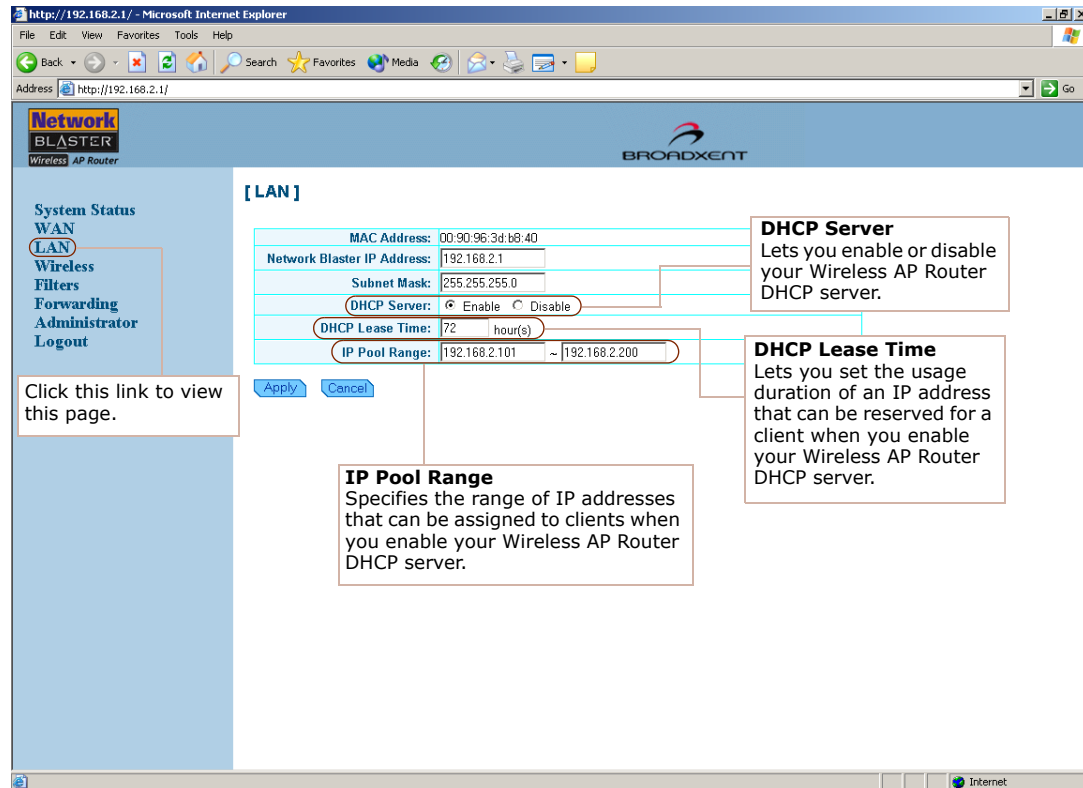 http://192.168.2.1/ - Microsoft Internet Explorer
File Edit View Favorites Tools Help
Back Search Favorites Media
Address http://192.168.2.1/ Go
Network
BLASTER
Wireless AP Router
BROADXENT
System Status
WAN
LAN
Wireless
Filters
Forwarding
Administrator
Logout
Click this link to view
this page.
[ LAN ]
MAC Address: 00:90:96:3d:b8:40
Network Blaster IP Address: 192.168.2.1
Subnet Mask: 255.255.255.0
DHCP Server: Enable Disable
DHCP Lease Time: 72 hour(s)
IP Pool Range: 192.168.2.101 ~ 192.168.2.200
Apply Cancel
DHCP Server
Lets you enable or disable
your Wireless AP Router
DHCP server.
DHCP Lease Time
Lets you set the usage
duration of an IP address
that can be reserved for a
client when you enable
your Wireless AP Router
DHCP server.
IP Pool Range
Specifies the range of IP addresses
that can be assigned to clients when
you enable your Wireless AP Router
DHCP server.
Internet